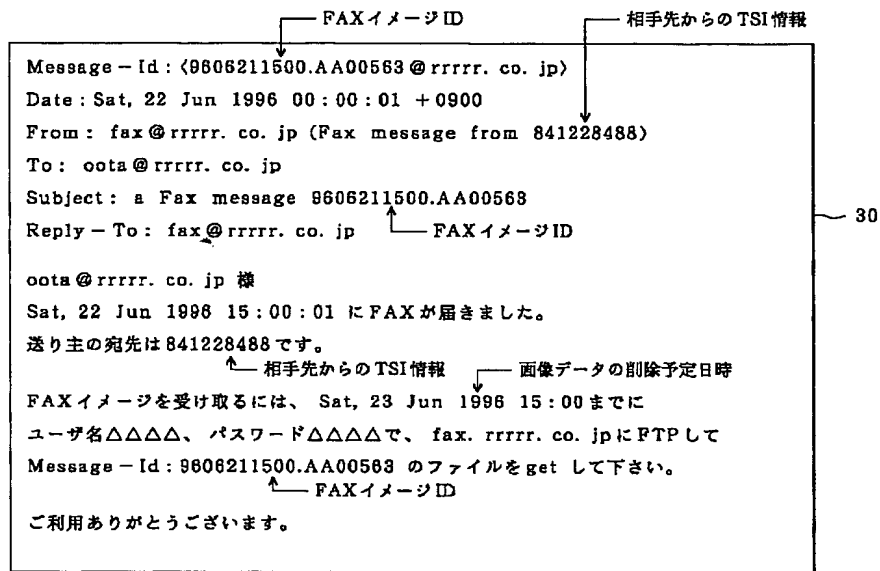 FAXイメージID
相手先からのTSI情報
Message-Id:〈9606211500.AA00563@rrrrr. co. jp〉
Date:Sat, 22 Jun 1996 00:00:01 +0900
From: fax@rrrrr. co. jp (Fax message from 841228488)
To: oota@rrrrr. co. jp
Subject: a Fax message 9606211500.AA00563
Reply-To: fax@rrrrr. co. jp
FAXイメージID
30
oota@rrrrr. co. jp 様
Sat, 22 Jun 1996 15:00:01 にFAXが届きました。
送り主の宛先は841228488です。
相手先からのTSI情報
画像データの削除予定日時
FAXイメージを受け取るには、 Sat, 23 Jun 1996 15:00までに
ユーザ名△△△△、パスワード△△△△で、 fax. rrrrr. co. jpにFTPして
Message-Id:9606211500.AA00563 のファイルをget して下さい。
FAXイメージID
ご利用ありがとうございます。